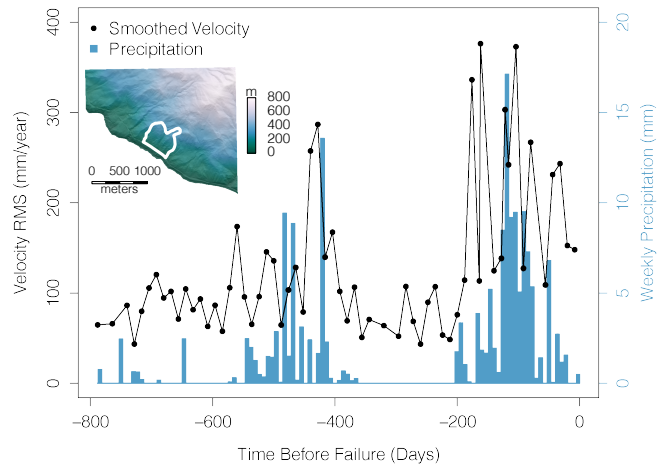 Smoothed Velocity
Precipitation
m
800
600
400
200
0
0 500 1000
meters
Velocity RMS (mm/year)
400
300
200
100
0
Weekly Precipitation (mm)
20
15
10
5
0
−800 −600 −400 −200 0
Time Before Failure (Days)